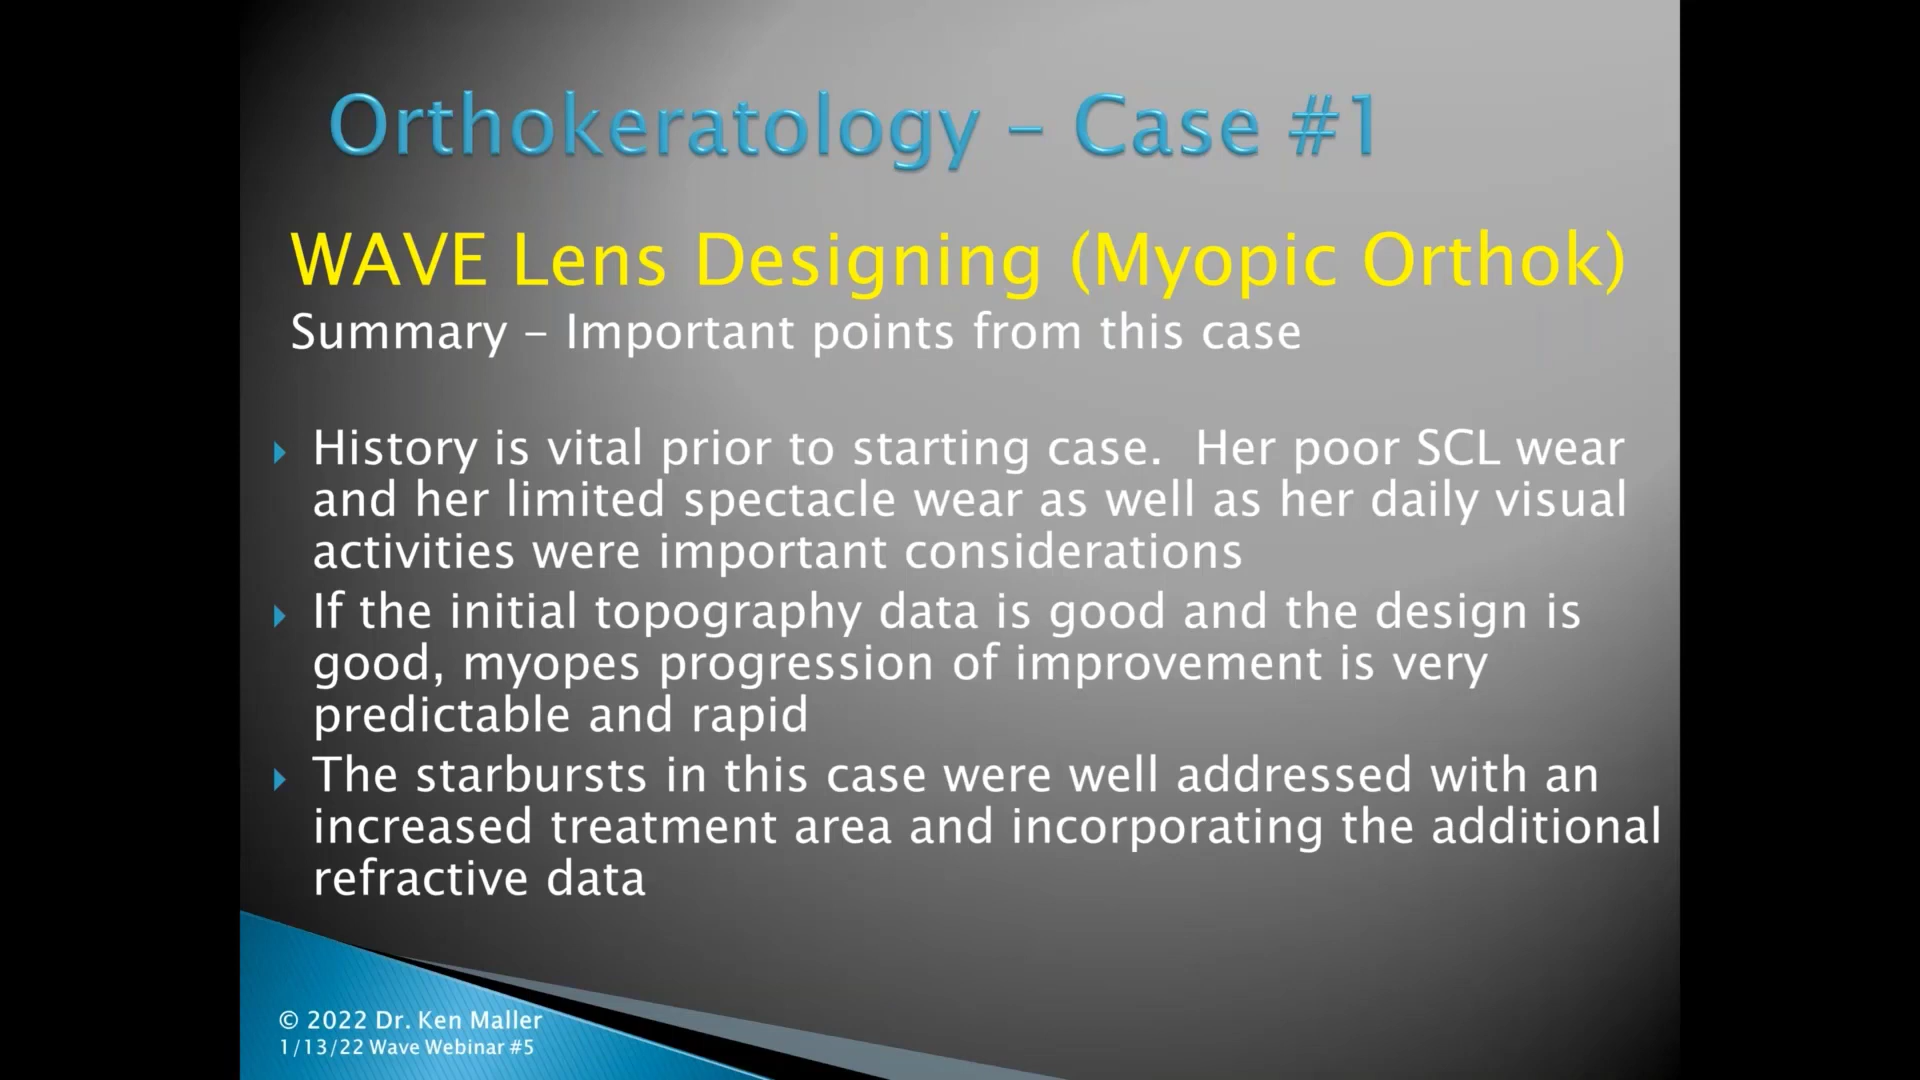 Orthokeratology – Case #1
WAVE Lens Designing (Myopic Orthok)
Summary – Important points from this case
History is vital prior to starting case.  Her poor SCL wear
and her limited spectacle wear as well as her daily visual
activities were important considerations
If the initial topography data is good and the design is
good, myopes progression of improvement is very
predictable and rapid
The starbursts in this case were well addressed with an
increased treatment area and incorporating the additional
refractive data
© 2022 Dr. Ken Maller
1/13/22 Wave Webinar #5